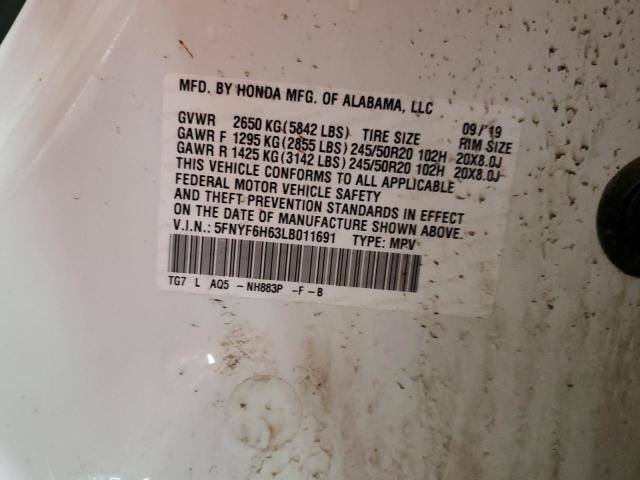 MFD. BY HONDA MFG. OF ALABAMA, LLC
GVWR 2650 KG(5842 LBS) TIRE SIZE 09/'19 RIM SIZE
GAWR F 1295 KG(2855 LBS)245/50R20 102H 20X8.0J
GAWR R 1425 KG(3142 LBS)245/50R20 102H 20X8.0J
THIS VEHICLE CONFORMS TO ALL APPLICABLE
FEDERAL MOTOR VEHICLE SAFETY
AND THEFT PREVENTION STANDARDS IN EFFECT
ON THE DATE OF MANUFACTURE SHOWN ABOVE.
V.I.N.: 5FNYF6H63LB011691 TYPE: MPV
TG7 L AQ5 -NH883P -F-B